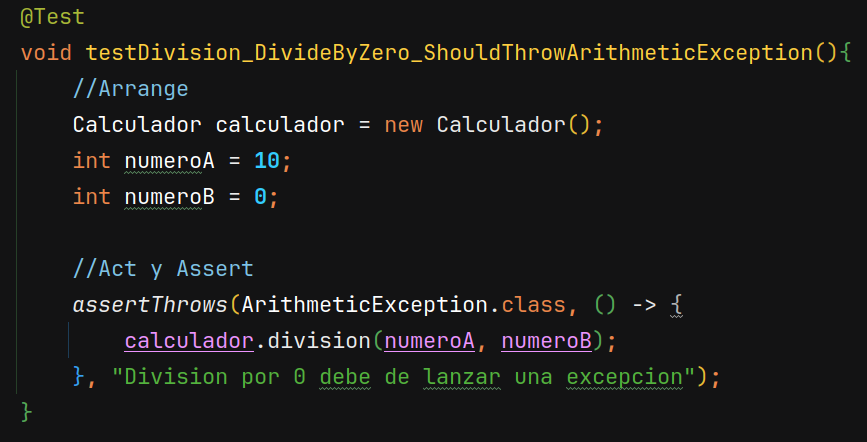 @Test
void testDivision_DivideByZero_ShouldThrowArithmeticException(){
//Arrange
Calculador calculador = new Calculador();
int numeroA = 10;
int numeroB = 0;
//Act y Assert
assertThrows(ArithmeticException.class, () -> {
calculador.division(numeroA, numeroB);
}, "Division por 0 debe de lanzar una excepcion");
}